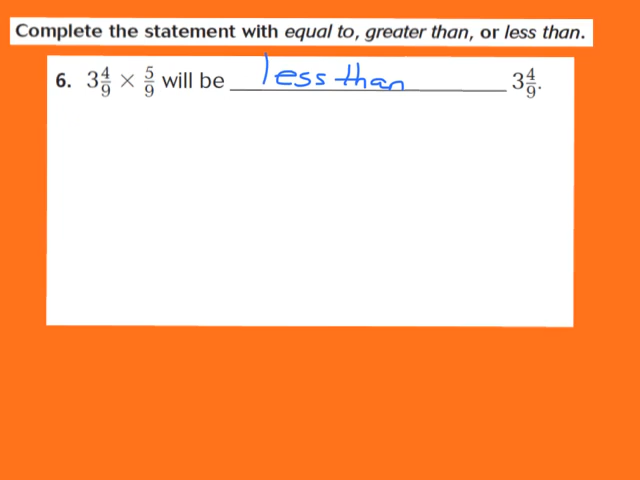 Complete the statement with equal to, greater than, or less than.
6. 3 4/9 × 5/9 will be less than 3 4/9.